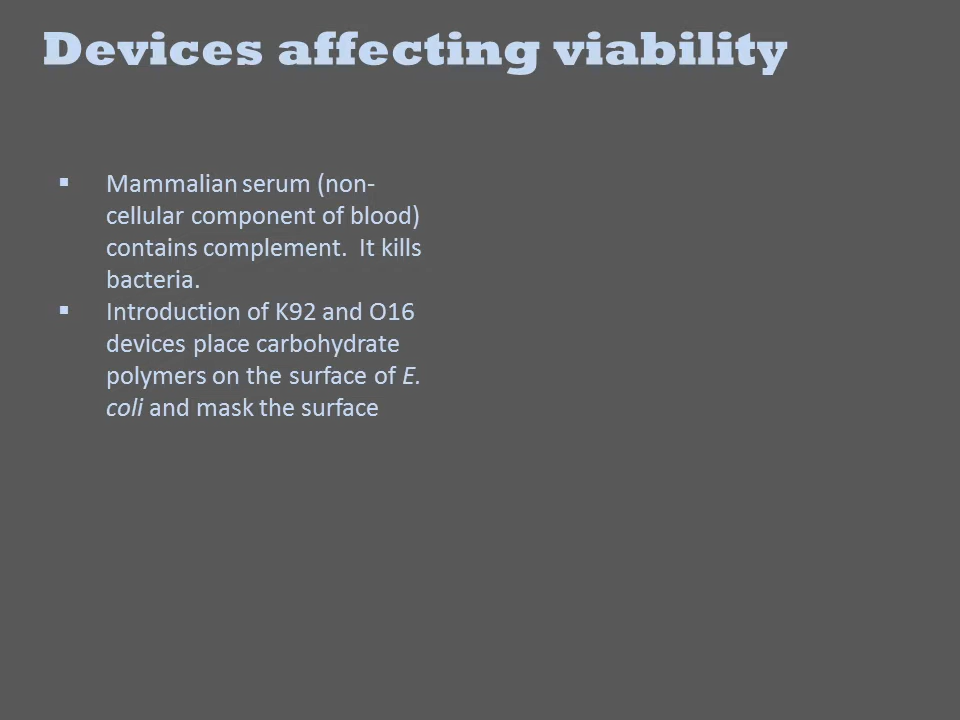 Devices affecting viability
▪ Mammalian serum (non-
cellular component of blood)
contains complement.  It kills
bacteria.
▪ Introduction of K92 and O16
devices place carbohydrate
polymers on the surface of E.
coli and mask the surface